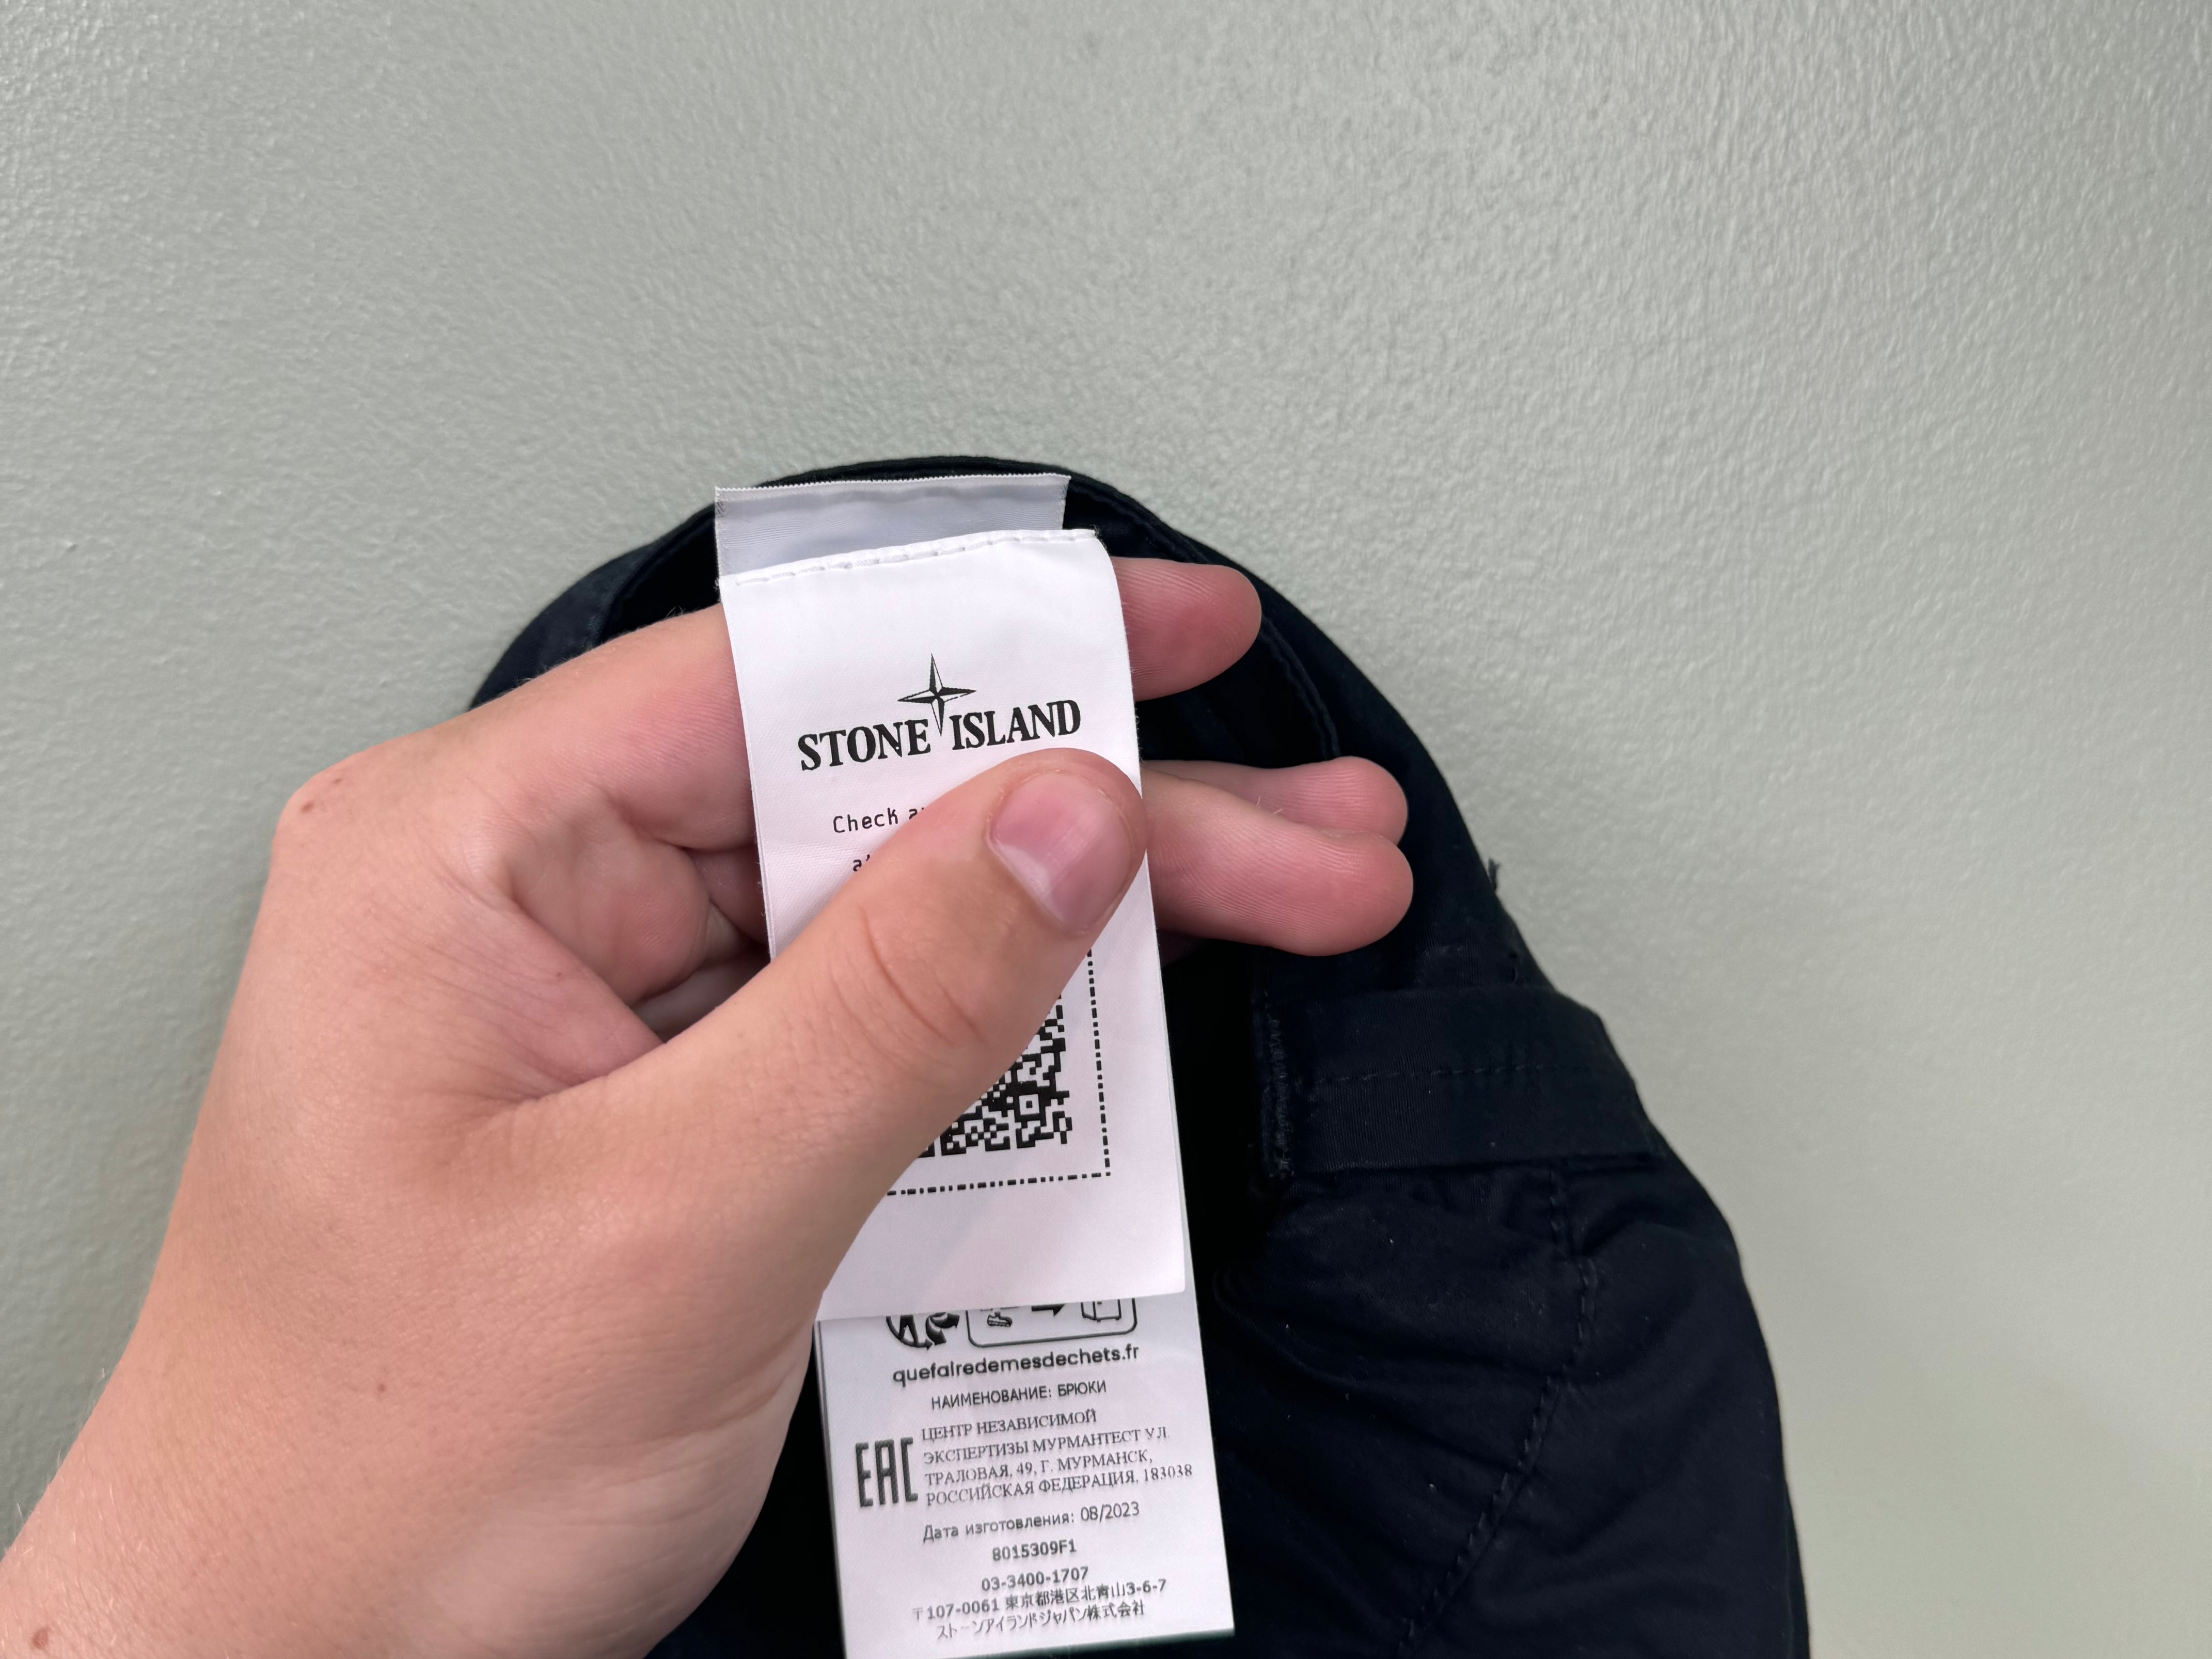 STONE ISLAND
Check
quefairedemesdechets.fr
НАИМЕНОВАНИЕ: БРЮКИ
ЦЕНТР НЕЗАВИСИМОЙ
ЭКСПЕРТИЗЫ МУРМАНТЕСТ УЛ.
ТРАЛОВАЯ, 49, Г. МУРМАНСК,
РОССИЙСКАЯ ФЕДЕРАЦИЯ, 183038
EAC
Дата изготовления: 08/2023
8015309F1
03-3400-1707
〒107-0061 東京都港区北青山3-6-7
ストーンアイランドジャパン株式会社